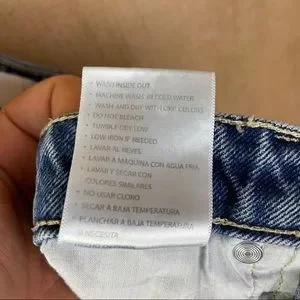 • WASH INSIDE OUT
• MACHINE WASH IN COLD WATER
• WASH AND DRY WITH LIKE COLORS
• DO NOT BLEACH
• TUMBLE DRY LOW
• LOW IRON IF NEEDED
• LAVAR AL REVES
• LAVAR A MÁQUINA CON AGUA FRIA
• LAVAR Y SECAR CON
COLORES SIMILARES
• NO USAR CLORO
• SECAR A BAJA TEMPERATURA
• PLANCHAR A BAJA TEMPERATURA
NECESITA